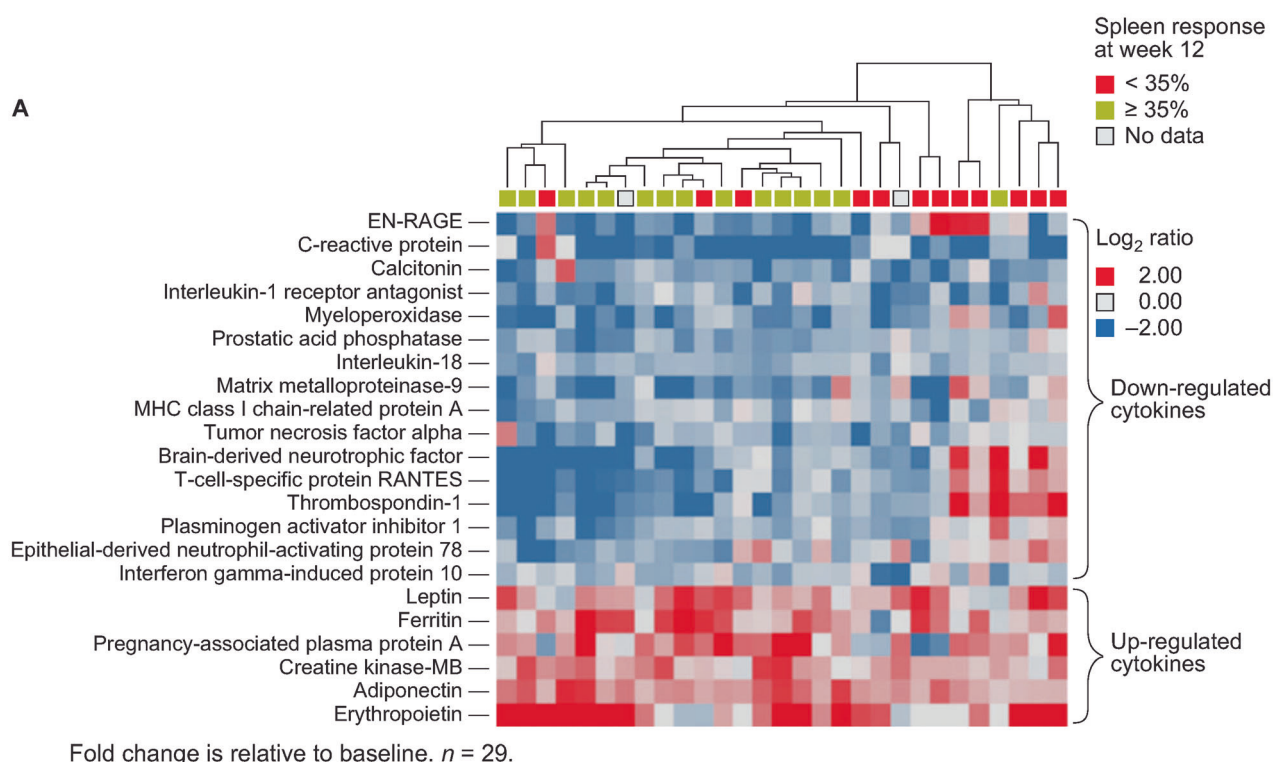 A
Spleen response
at week 12
< 35%
≥ 35%
No data
EN-RAGE
C-reactive protein
Calcitonin
Interleukin-1 receptor antagonist
Myeloperoxidase
Prostatic acid phosphatase
Interleukin-18
Matrix metalloproteinase-9
MHC class I chain-related protein A
Tumor necrosis factor alpha
Brain-derived neurotrophic factor
T-cell-specific protein RANTES
Thrombospondin-1
Plasminogen activator inhibitor 1
Epithelial-derived neutrophil-activating protein 78
Interferon gamma-induced protein 10
Leptin
Ferritin
Pregnancy-associated plasma protein A
Creatine kinase-MB
Adiponectin
Erythropoietin
Log2 ratio
2.00
0.00
–2.00
Down-regulated
cytokines
Up-regulated
cytokines
Fold change is relative to baseline. n = 29.